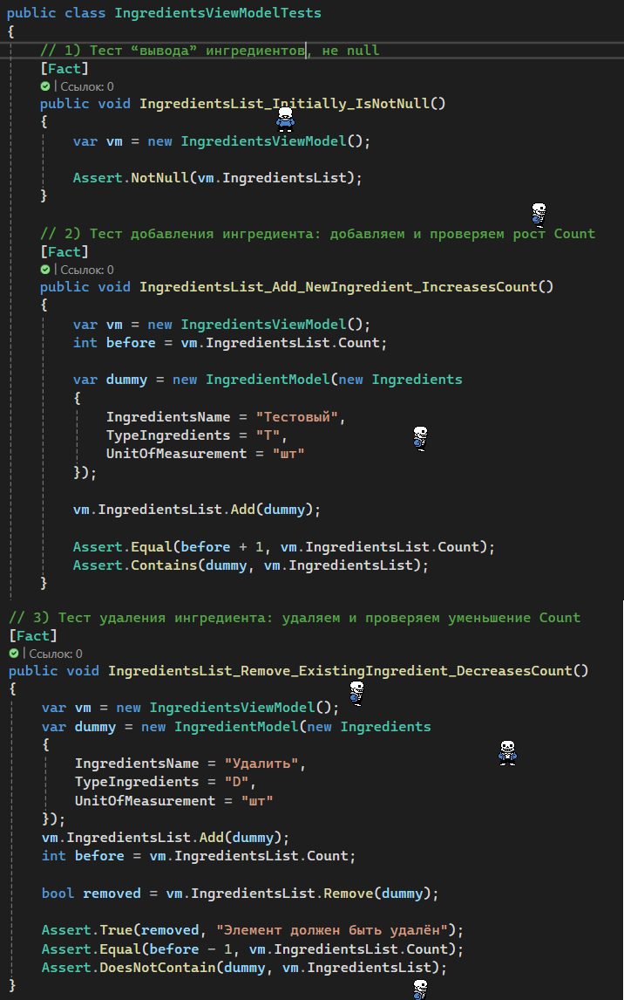 public class IngredientsViewModelTests
{
// 1) Тест “вывода” ингредиентов, не null
[Fact]
| Ссылок: 0
public void IngredientsList_Initially_IsNotNull()
{
var vm = new IngredientsViewModel();
Assert.NotNull(vm.IngredientsList);
}
// 2) Тест добавления ингредиента: добавляем и проверяем рост Count
[Fact]
| Ссылок: 0
public void IngredientsList_Add_NewIngredient_IncreasesCount()
{
var vm = new IngredientsViewModel();
int before = vm.IngredientsList.Count;
var dummy = new IngredientModel(new Ingredients
{
IngredientsName = "Тестовый",
TypeIngredients = "T",
UnitOfMeasurement = "шт"
});
vm.IngredientsList.Add(dummy);
Assert.Equal(before + 1, vm.IngredientsList.Count);
Assert.Contains(dummy, vm.IngredientsList);
}
// 3) Тест удаления ингредиента: удаляем и проверяем уменьшение Count
[Fact]
| Ссылок: 0
public void IngredientsList_Remove_ExistingIngredient_DecreasesCount()
{
var vm = new IngredientsViewModel();
var dummy = new IngredientModel(new Ingredients
{
IngredientsName = "Удалить",
TypeIngredients = "D",
UnitOfMeasurement = "шт"
});
vm.IngredientsList.Add(dummy);
int before = vm.IngredientsList.Count;
bool removed = vm.IngredientsList.Remove(dummy);
Assert.True(removed, "Элемент должен быть удалён");
Assert.Equal(before - 1, vm.IngredientsList.Count);
Assert.DoesNotContain(dummy, vm.IngredientsList);
}